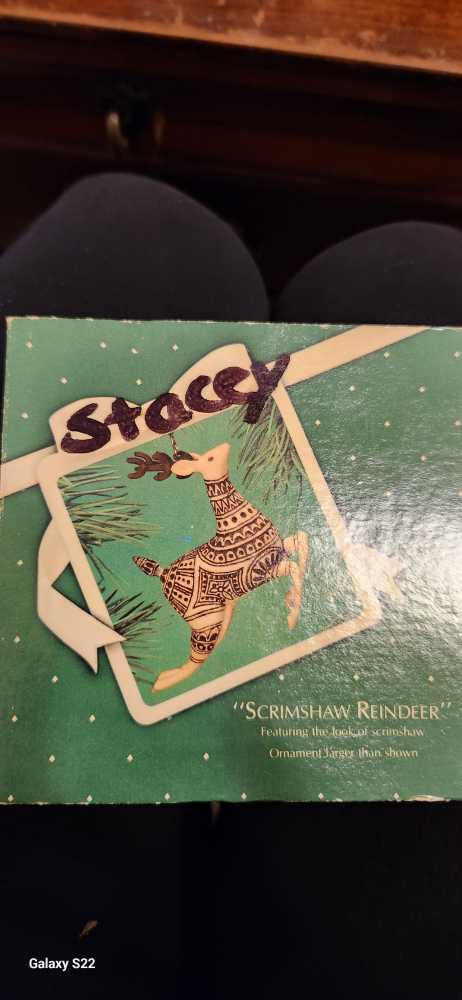 Stacey
"SCRIMSHAW REINDEER"
Featuring the look of scrimshaw
Ornament larger than shown
Galaxy S22